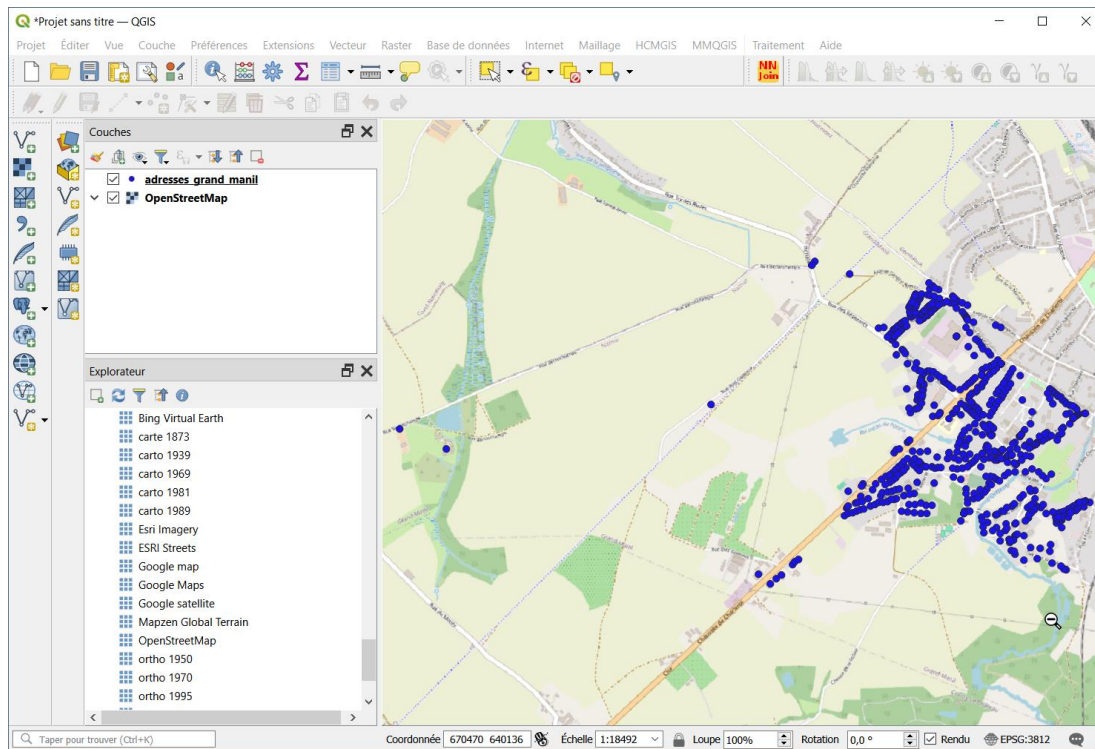 *Projet sans titre — QGIS
Projet Éditer Vue Couche Préférences Extensions Vecteur Raster Base de données Internet Maillage HCMGIS MMQGIS Traitement Aide
NN
Join
Couches
adresses grand_manil
OpenStreetMap
Explorateur
Bing Virtual Earth
carte 1873
carto 1939
carto 1969
carto 1981
carto 1989
Esri Imagery
ESRI Streets
Google map
Google Maps
Google satellite
Mapzen Global Terrain
OpenStreetMap
ortho 1950
ortho 1970
ortho 1995
Taper pour trouver (Ctrl+K)
Coordonnée 670470 640136 Échelle 1:18492 Loupe 100% Rotation 0,0 ° Rendu EPSG:3812